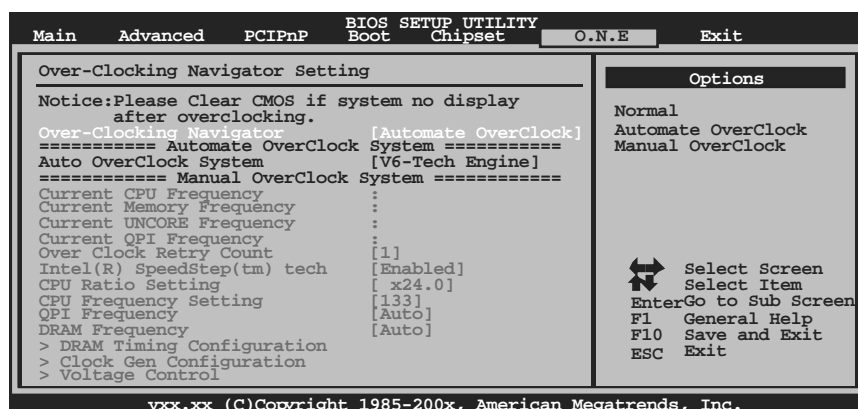 BIOS SETUP UTILITY
Main Advanced PCIPnP Boot Chipset O.N.E Exit
Over-Clocking Navigator Setting
Notice:Please Clear CMOS if system no display
after overclocking.
Over-Clocking Navigator [Automate OverClock]
=========== Automate OverClock System ===========
Auto OverClock System [V6-Tech Engine]
============ Manual OverClock System ============
Current CPU Frequency :
Current Memory Frequency :
Current UNCORE Frequency :
Current QPI Frequency :
Over Clock Retry Count [1]
Intel(R) SpeedStep(tm) tech [Enabled]
CPU Ratio Setting [ x24.0]
CPU Frequency Setting [133]
QPI Frequency [Auto]
DRAM Frequency [Auto]
> DRAM Timing Configuration
> Clock Gen Configuration
> Voltage Control
Options
Normal
Automate OverClock
Manual OverClock
Select Screen
Select Item
EnterGo to Sub Screen
F1 General Help
F10 Save and Exit
ESC Exit
vxx.xx (C)Copyright 1985-200x, American Megatrends, Inc.